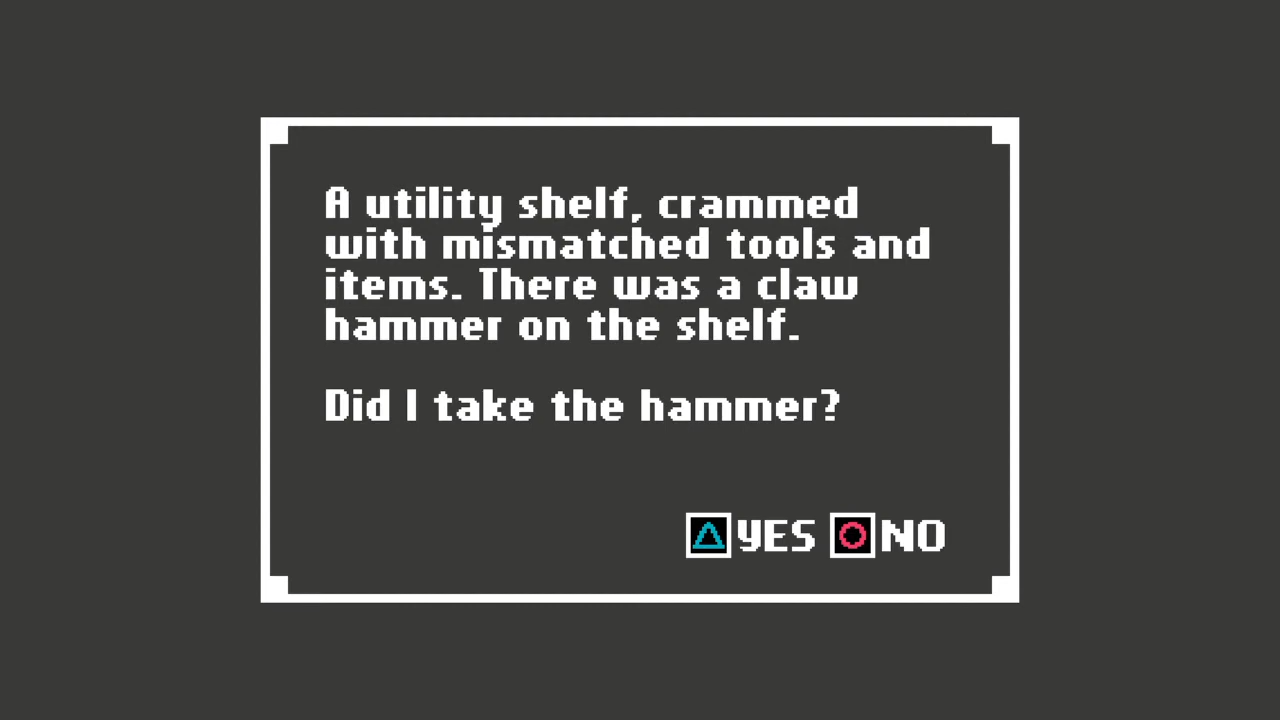 A utility shelf, crammed
with mismatched tools and
items. There was a claw
hammer on the shelf.
Did I take the hammer?
YES NO